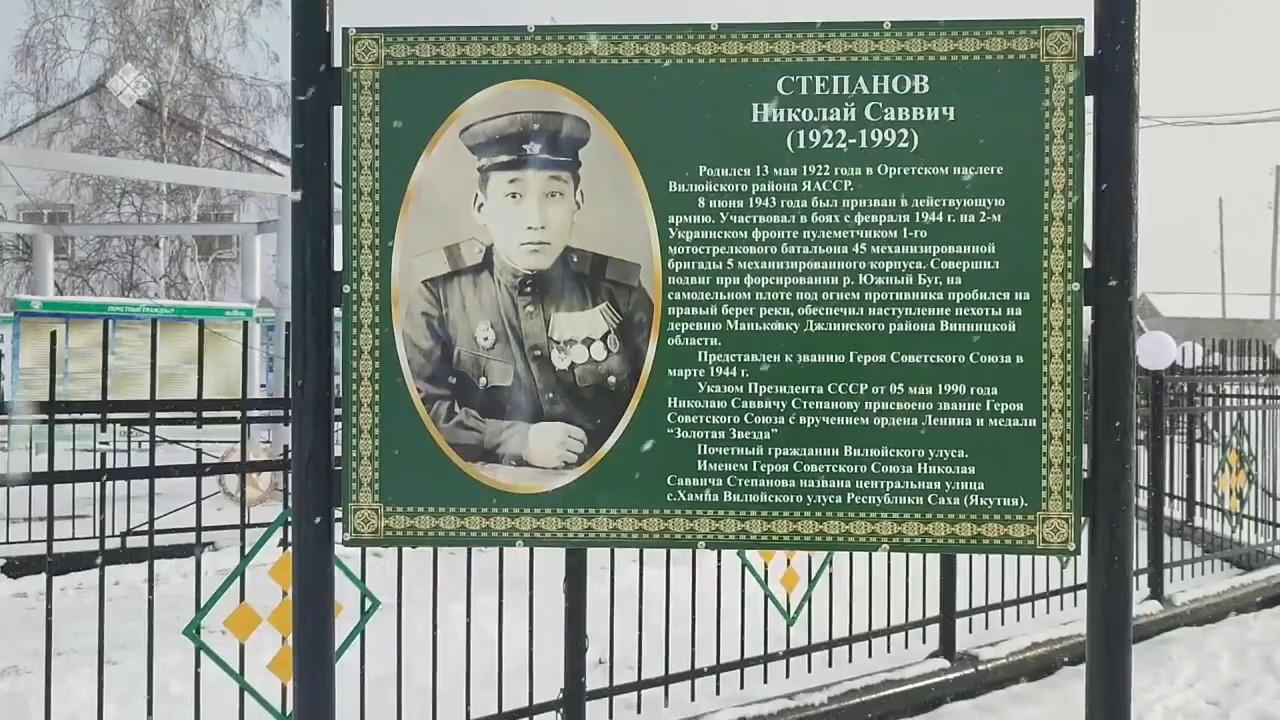 СТЕПАНОВ
Николай Саввич
(1922-1992)
Родился 13 мая 1922 года в Оргетском наслеге
Вилюйского района ЯАССР.
8 июня 1943 года был призван в действующую
армию. Участвовал в боях с февраля 1944 г. на 2-м
Украинском фронте пулеметчиком 1-го
мотострелкового батальона 45 механизированной
бригады 5 механизированного корпуса. Совершил
подвиг при форсировании р. Южный Буг, на
самодельном плоте под огнем противника пробился на
правый берег реки, обеспечил наступление пехоты на
деревню Маньковку Джлинского района Винницкой
области.
Представлен к званию Героя Советского Союза в
марте 1944 г.
Указом Президента СССР от 05 мая 1990 года
Николаю Саввичу Степанову присвоено звание Героя
Советского Союза с вручением ордена Ленина и медали
“Золотая Звезда”
Почетный гражданин Вилюйского улуса.
Именем Героя Советского Союза Николая
Саввича Степанова названа центральная улица
с.Хампа Вилюйского улуса Республики Саха (Якутия).
ПОЧЕТНЫЕ ГРАЖДАНЕ